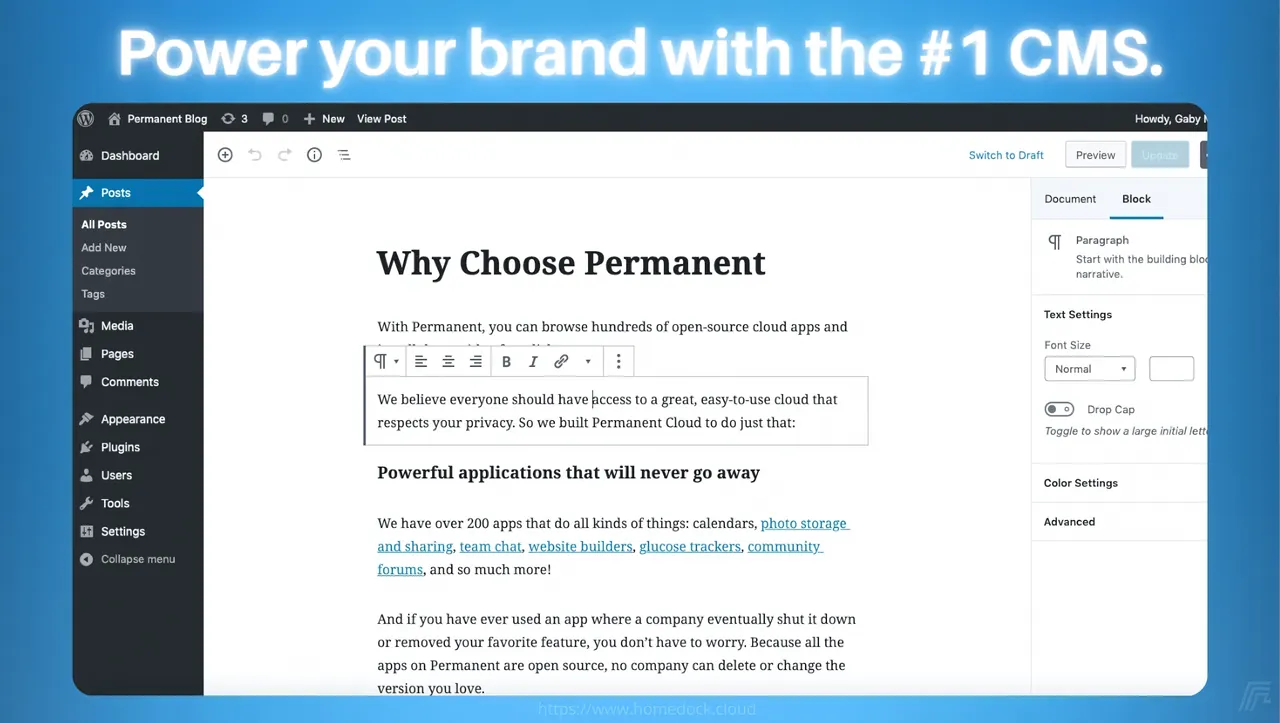 Power your brand with the #1 CMS.
Permanent Blog 3 0 New View Post Howdy, Gaby
Dashboard
Switch to Draft Preview Update
Posts
All Posts
Add New
Categories
Tags
Media
Pages
Comments
Appearance
Plugins
Users
Tools
Settings
Collapse menu
Why Choose Permanent
With Permanent, you can browse hundreds of open-source cloud apps and
B I
We believe everyone should have access to a great, easy-to-use cloud that
respects your privacy. So we built Permanent Cloud to do just that:
Powerful applications that will never go away
We have over 200 apps that do all kinds of things: calendars, photo storage
and sharing, team chat, website builders, glucose trackers, community
forums, and so much more!
And if you have ever used an app where a company eventually shut it down
or removed your favorite feature, you don’t have to worry. Because all the
apps on Permanent are open source, no company can delete or change the
version you love.
Document Block
Paragraph
Start with the building bloc
narrative.
Text Settings
Font Size
Normal
Drop Cap
Toggle to show a large initial lett
Color Settings
Advanced
https://www.homedock.cloud